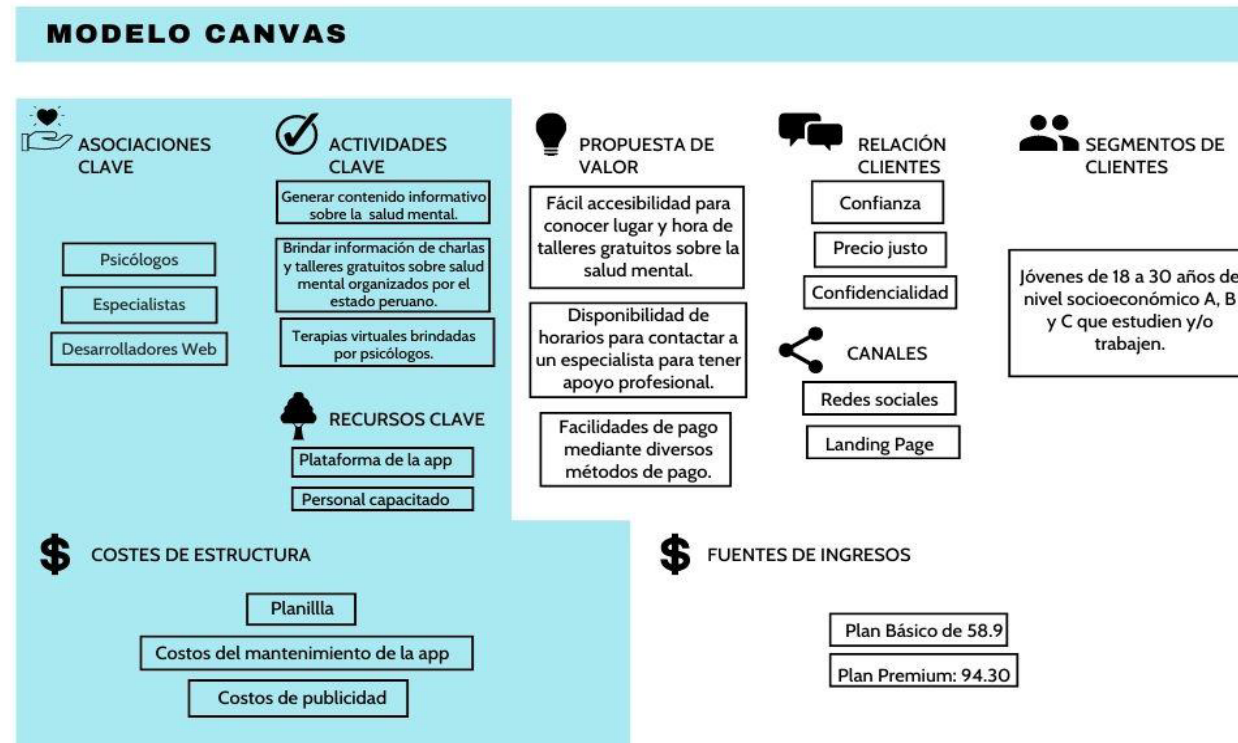 MODELO CANVAS
ASOCIACIONES
CLAVE
Psicólogos
Especialistas
Desarrolladores Web
ACTIVIDADES
CLAVE
Generar contenido informativo
sobre la salud mental.
Brindar información de charlas
y talleres gratuitos sobre salud
mental organizados por el
estado peruano.
Terapias virtuales brindadas
por psicólogos.
RECURSOS CLAVE
Plataforma de la app
Personal capacitado
PROPUESTA DE
VALOR
Fácil accesibilidad para
conocer lugar y hora de
talleres gratuitos sobre la
salud mental.
Disponibilidad de
horarios para contactar a
un especialista para tener
apoyo profesional.
Facilidades de pago
mediante diversos
métodos de pago.
RELACIÓN
CLIENTES
Confianza
Precio justo
Confidencialidad
CANALES
Redes sociales
Landing Page
SEGMENTOS DE
CLIENTES
Jóvenes de 18 a 30 años de
nivel socioeconómico A, B
y C que estudien y/o
trabajen.
$ COSTES DE ESTRUCTURA
Planillla
Costos del mantenimiento de la app
Costos de publicidad
$ FUENTES DE INGRESOS
Plan Básico de 58.9
Plan Premium: 94.30